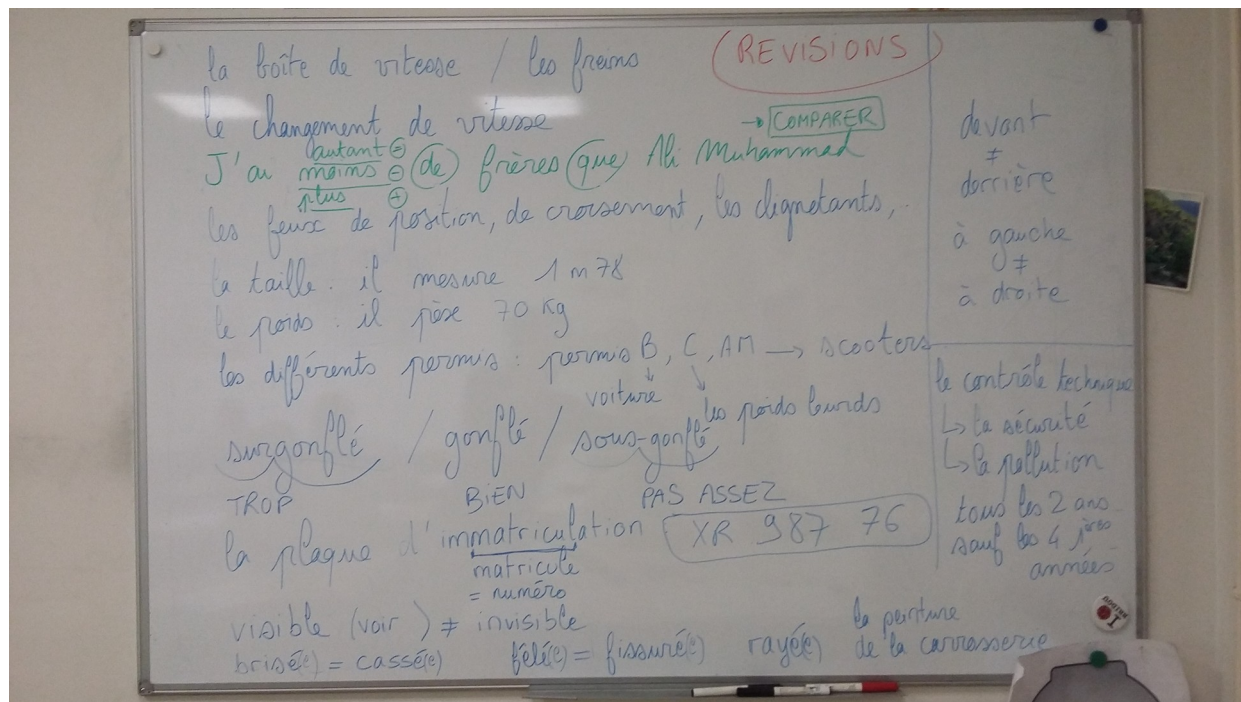 REVISIONS
la boîte de vitesse / les freins
le changement de vitesse
→ COMPARER
autant =
J'ai moins - de frères que Ali Muhammad
plus +
les feux de position, de croisement, les clignotants,
la taille : il mesure 1m78
le poids : il pèse 70 Kg
les différents permis : permis B, C, AM → scooters
voiture
les poids lourds
surgonflé / gonflé / sous-gonflé
TROP BIEN PAS ASSEZ
la plaque d'immatriculation XR 987 76
matricule
= numéro
visible (voir ) ≠ invisible
brisé(e) = cassé(e) fêlé(e) = fissuré(e) rayé(e) la peinture
de la carrosserie
devant
≠
derrière
à gauche
≠
à droite
le contrôle technique
↳ la sécurité
↳ la pollution
tous les 2 ans
sauf les 4 1ères
années